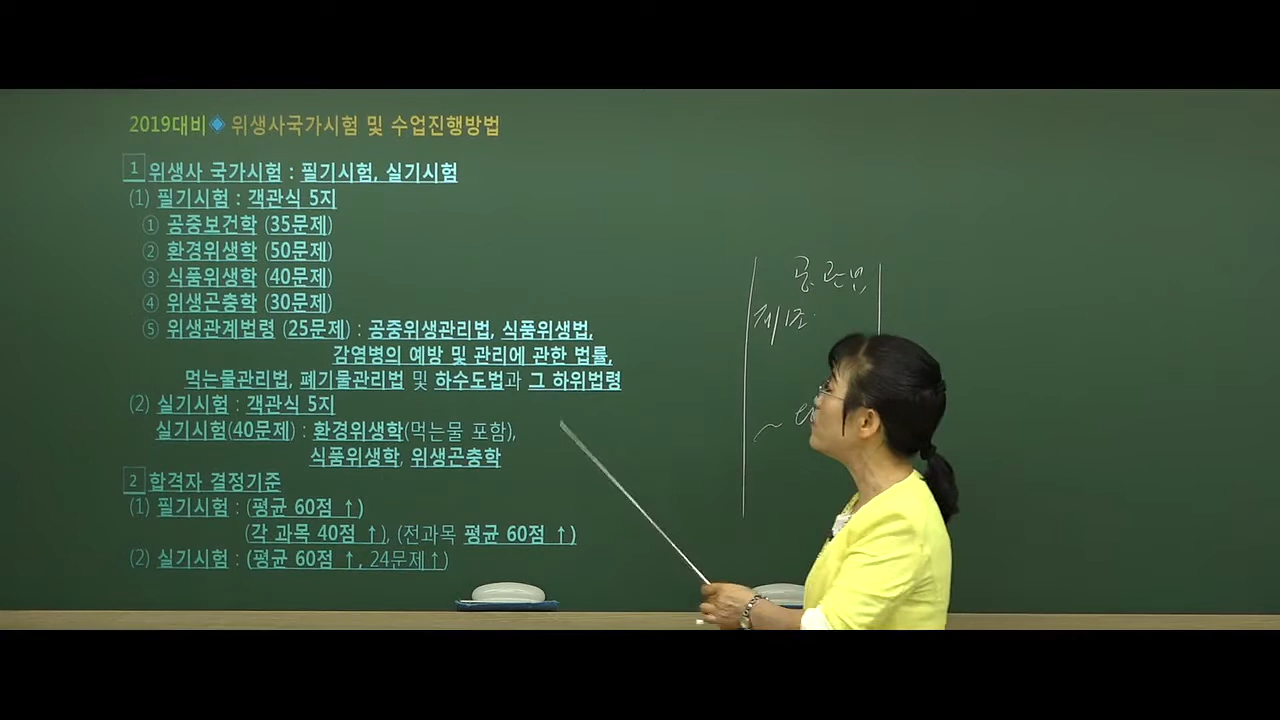 2019대비◆ 위생사국가시험 및 수업진행방법
1 위생사 국가시험 : 필기시험, 실기시험
(1) 필기시험 : 객관식 5지
① 공중보건학 (35문제)
② 환경위생학 (50문제)
③ 식품위생학 (40문제)
④ 위생곤충학 (30문제)
⑤ 위생관계법령 (25문제) : 공중위생관리법, 식품위생법,
감염병의 예방 및 관리에 관한 법률,
먹는물관리법, 폐기물관리법 및 하수도법과 그 하위법령
(2) 실기시험 : 객관식 5지
실기시험(40문제) : 환경위생학(먹는물 포함),
식품위생학, 위생곤충학
2 합격자 결정기준
(1) 필기시험 : (평균 60점 ↑)
(각 과목 40점 ↑), (전과목 평균 60점 ↑)
(2) 실기시험 : (평균 60점 ↑, 24문제↑)
공관법
제1조